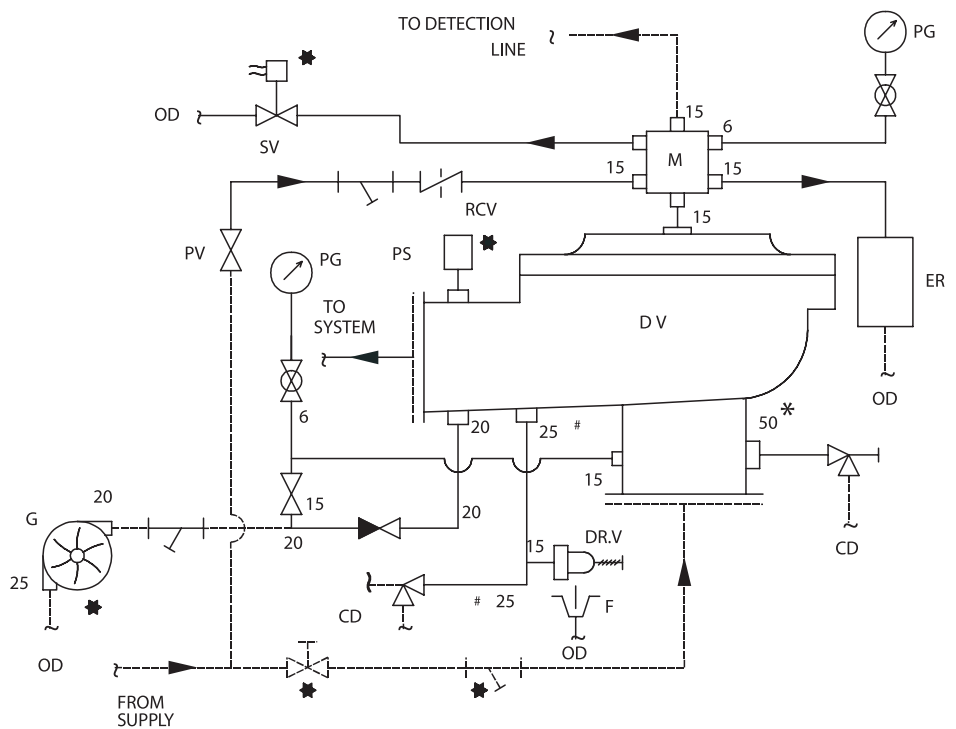 TO DETECTION
LINE
PG
OD
SV
15
6
M
15
15
RCV
15
PV
PG
PS
TO
SYSTEM
D V
ER
OD
6
20
25 #
50*
15
15
20
G
20
20
25
OD
15
DR.V
CD
CD
# 25
F
OD
FROM
SUPPLY